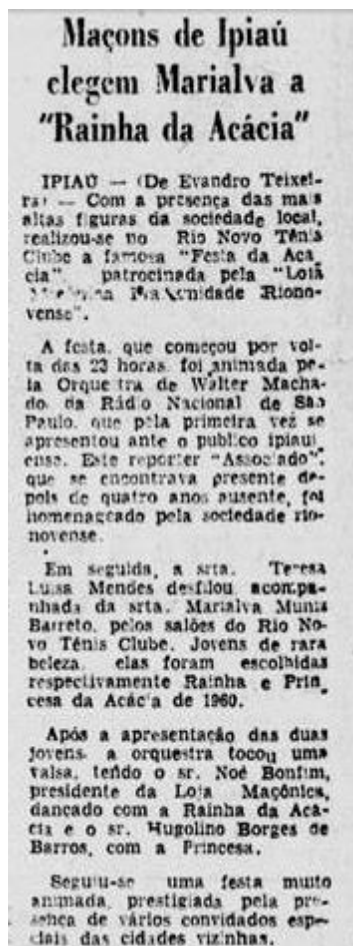 Maçons de Ipiaú
elegem Marialva a
"Rainha da Acácia"
IPIAÚ — (De Evandro Teixei-
ra) — Com a presença das mais
altas figuras da sociedade local,
realizou-se no Rio Novo Tênis
Clube a famosa "Festa da Acá
cia" patrocinada pela "Loja
Fraternidade Riono-
vense".
A festa, que começou por vol-
ta das 23 horas, foi animada pe-
la Orquestra de Walter Macha-
do, da Rádio Nacional de São
Paulo, que pela primeira vez se
apresentou ante o publico ipiaui
ense. Este reporter "Associado",
que se encontrava presente de-
pois de quatro anos ausente, foi
homenageado pela sociedade rio-
novense.
Em seguida, a srta. Teresa
Luisa Mendes desfilou acompa-
nhada da srta. Marialva Muniz
Barreto, pelos salões do Rio No
vo Tênis Clube. Jovens de rara
beleza, elas foram escolhidas
respectivamente Rainha e Prin
cesa da Acácia de 1960.
Após a apresentação das duas
jovens, a orquestra tocou uma
valsa, tendo o sr. Noé Bonfim,
presidente da Loja Maçônica,
dançado com a Rainha da Acá-
cia e o sr. Hugolino Borges de
Barros, com a Princesa.
Seguiu-se uma festa muito
animada, prestigiada pela pre-
sença de vários convidados espe-
ciais das cidades vizinhas.